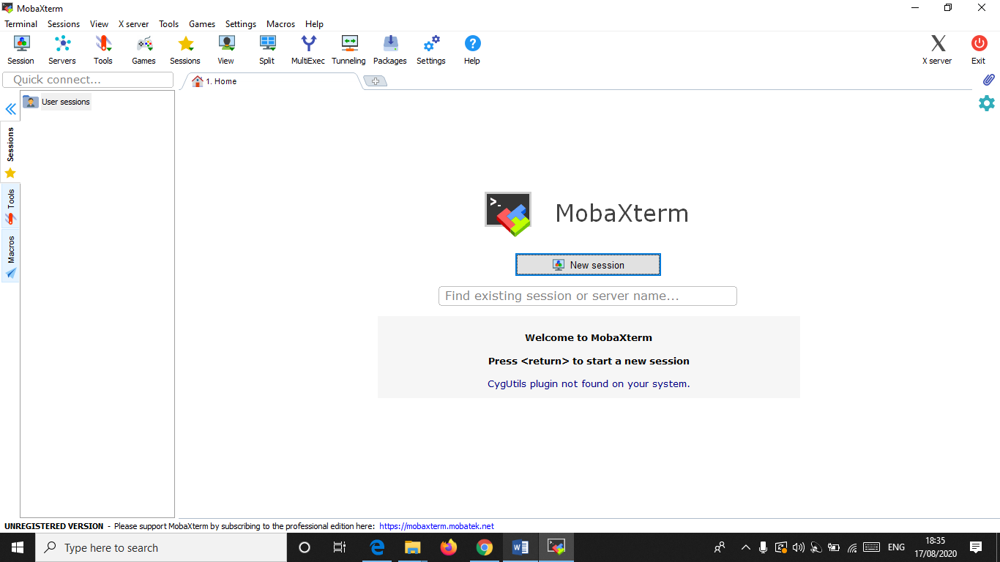 MobaXterm
Terminal Sessions View X server Tools Games Settings Macros Help
Session Servers Tools Games Sessions View Split MultiExec Tunneling Packages Settings Help X server Exit
Quick connect...
1. Home
User sessions
Sessions
Tools
Macros
MobaXterm
New session
Find existing session or server name...
Welcome to MobaXterm
Press <return> to start a new session
CygUtils plugin not found on your system.
UNREGISTERED VERSION - Please support MobaXterm by subscribing to the professional edition here: https://mobaxterm.mobatek.net
Type here to search
ENG
18:35
17/08/2020